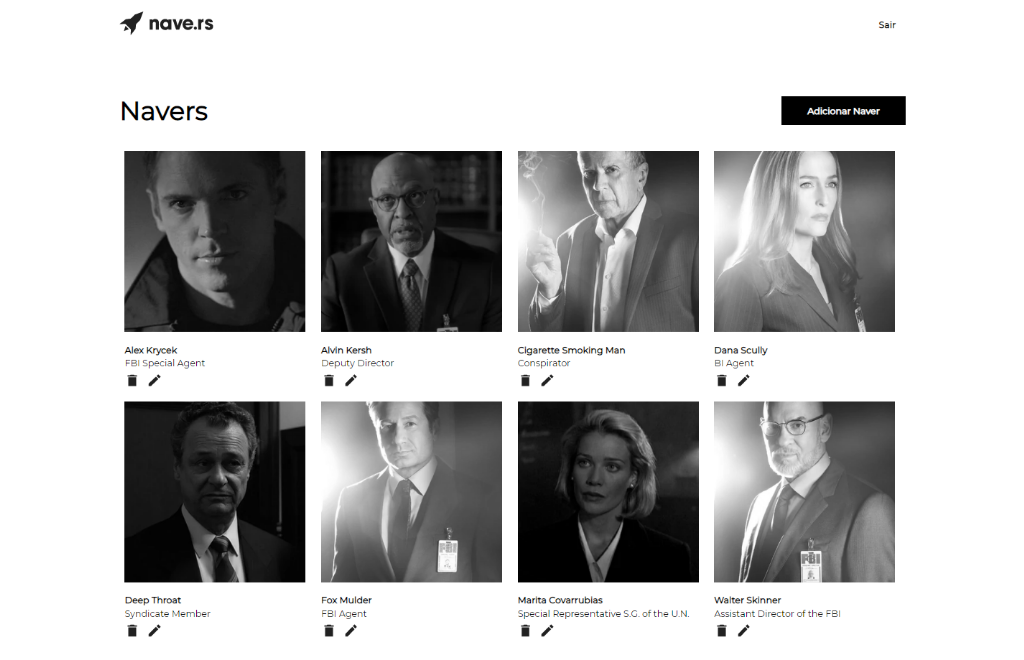 nave.rs
Sair
Navers
Adicionar Naver
Alex Krycek
FBI Special Agent
Alvin Kersh
Deputy Director
Cigarette Smoking Man
Conspirator
Dana Scully
BI Agent
Deep Throat
Syndicate Member
Fox Mulder
FBI Agent
Marita Covarrubias
Special Representative S.G. of the U.N.
Walter Skinner
Assistant Director of the FBI
FBI
FBI